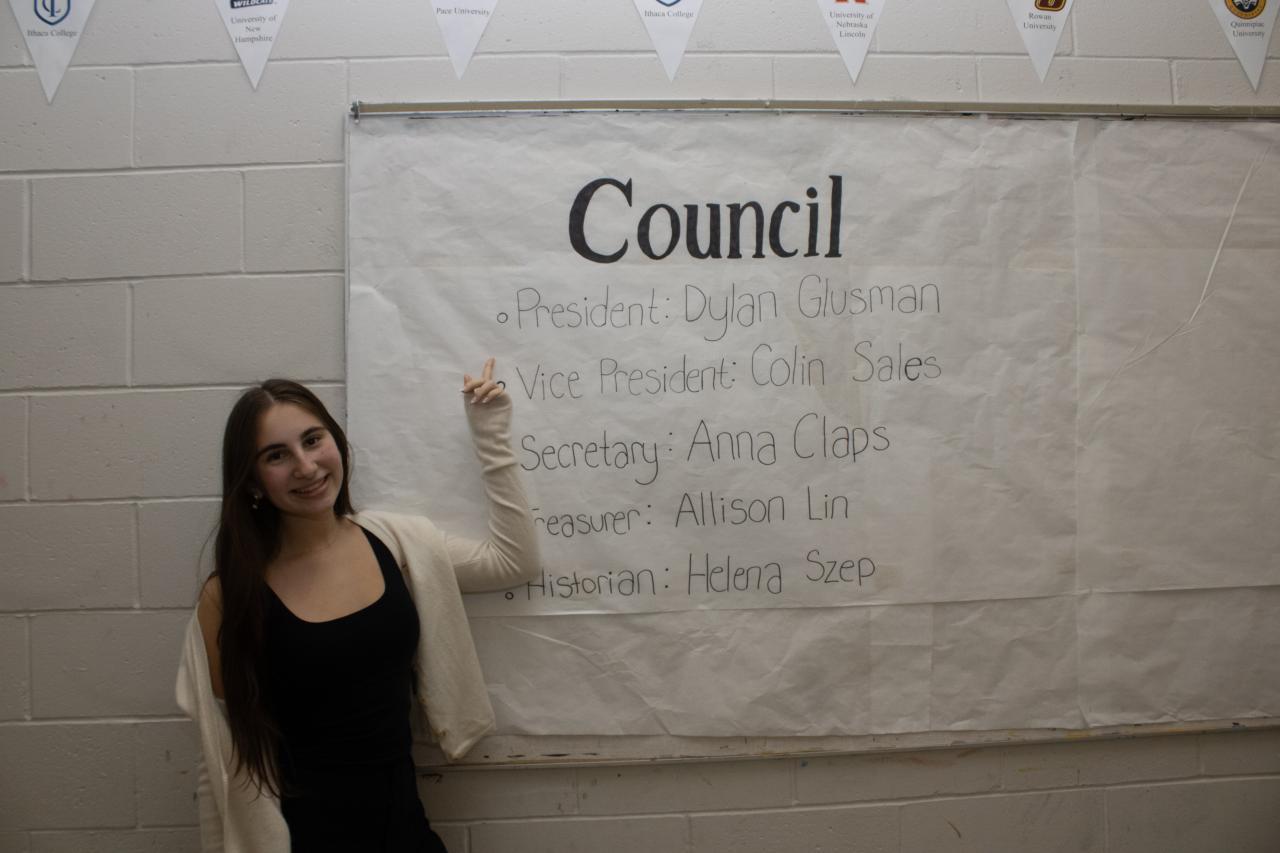 Ithaca College
WILDCATS
University of
New
Hampshire
Pace University
Ithaca College
University of
Nebraska
Lincoln
Rowan
University
Quinnipiac
University
Council
President: Dylan Glusman
Vice President: Colin Sales
Secretary: Anna Claps
Treasurer: Allison Lin
Historian: Helena Szep